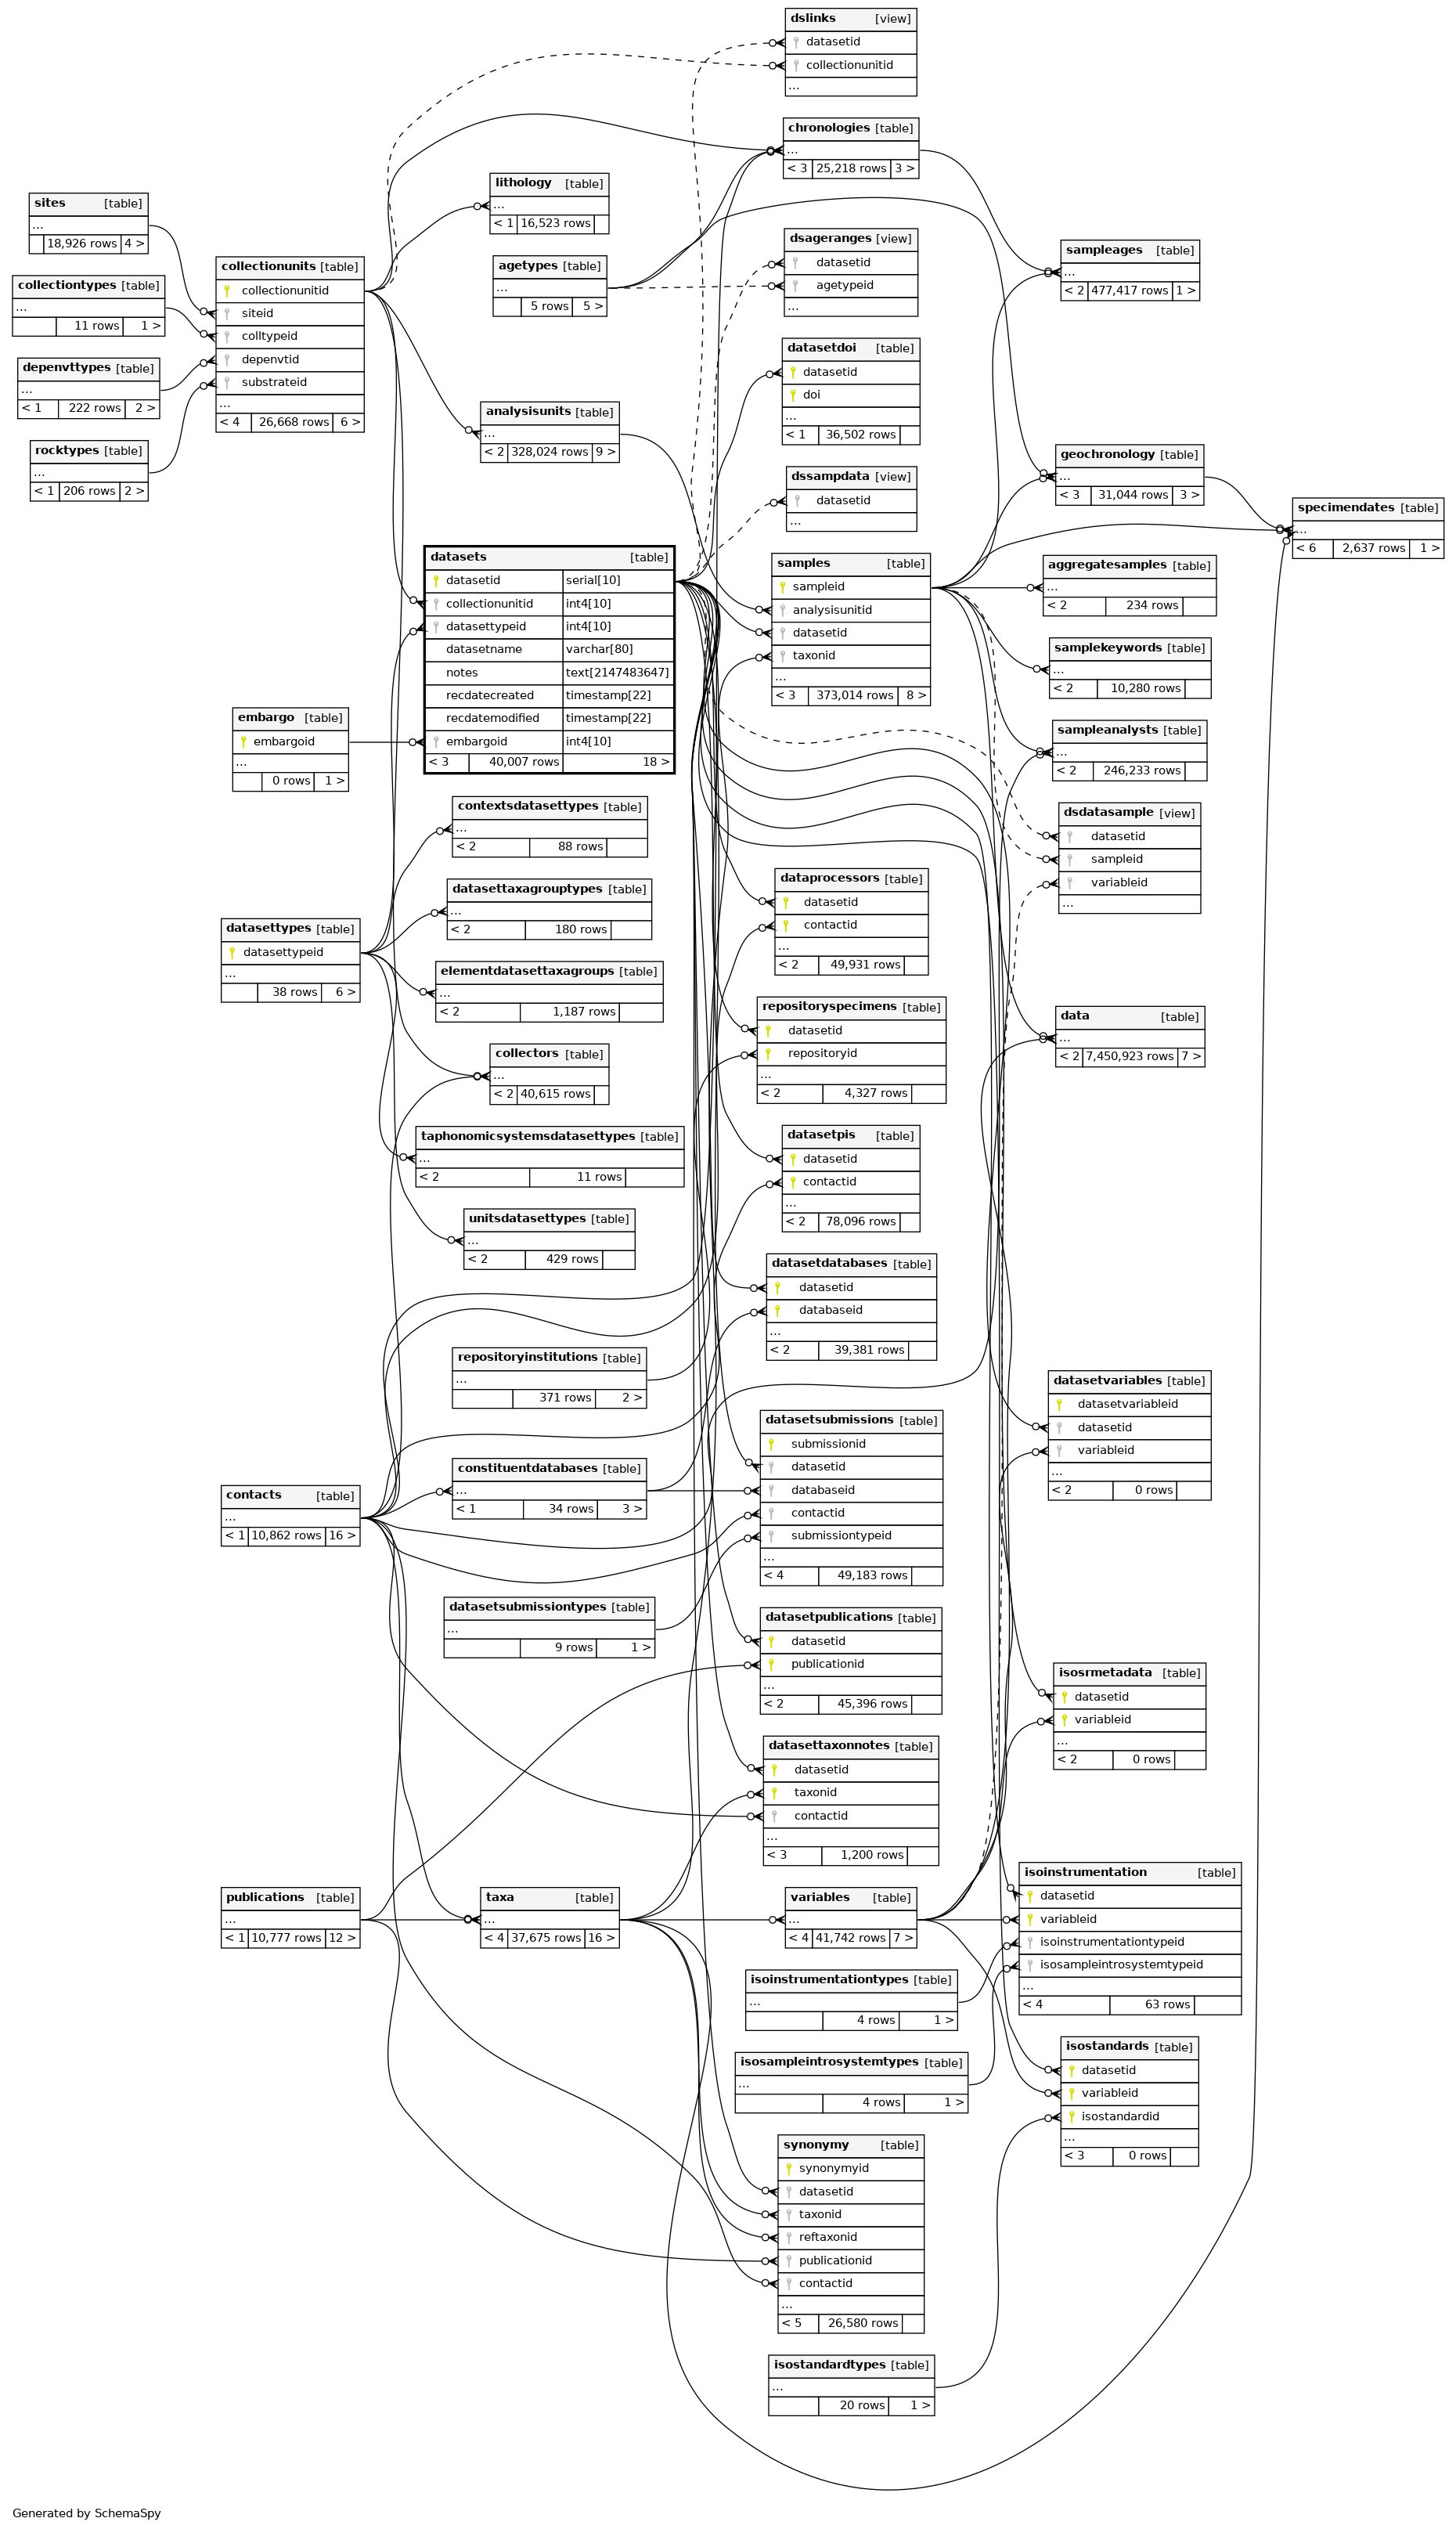 dslinks [view]
datasetid
collectionunitid
...
chronologies [table]
...
< 3 25,218 rows 3 >
lithology [table]
...
< 1 16,523 rows
sites [table]
...
18,926 rows 4 >
dsageranges [view]
datasetid
agetypeid
...
sampleages [table]
...
< 2 477,417 rows 1 >
collectionunits [table]
collectionunitid
siteid
colltypeid
depenvtid
substrateid
...
< 4 26,668 rows 6 >
agetypes [table]
...
5 rows 5 >
collectiontypes [table]
...
11 rows 1 >
datasetdoi [table]
datasetid
doi
...
< 1 36,502 rows
depenvttypes [table]
...
< 1 222 rows 2 >
analysisunits [table]
...
< 2 328,024 rows 9 >
rocktypes [table]
...
< 1 206 rows 2 >
geochronology [table]
...
< 3 31,044 rows 3 >
dssampdata [view]
datasetid
...
specimendates [table]
...
< 6 2,637 rows 1 >
datasets [table]
datasetid serial[10]
collectionunitid int4[10]
datasettypeid int4[10]
datasetname varchar[80]
notes text[2147483647]
recdatecreated timestamp[22]
recdatemodified timestamp[22]
embargoid int4[10]
< 3 40,007 rows 18 >
samples [table]
sampleid
analysisunitid
datasetid
taxonid
...
< 3 373,014 rows 8 >
aggregatesamples [table]
...
< 2 234 rows
samplekeywords [table]
...
< 2 10,280 rows
embargo [table]
embargoid
...
0 rows 1 >
sampleanalysts [table]
...
< 2 246,233 rows
contextsdatasettypes [table]
...
< 2 88 rows
dsdatasample [view]
datasetid
sampleid
variableid
...
datasettaxagrouptypes [table]
...
< 2 180 rows
dataprocessors [table]
datasetid
contactid
...
< 2 49,931 rows
datasettypes [table]
datasettypeid
...
38 rows 6 >
elementdatasettaxagroups [table]
...
< 2 1,187 rows
repositoryspecimens [table]
datasetid
repositoryid
...
< 2 4,327 rows
data [table]
...
< 2 7,450,923 rows 7 >
collectors [table]
...
< 2 40,615 rows
taphonomicsystemsdatasettypes [table]
...
< 2 11 rows
datasetpis [table]
datasetid
contactid
...
< 2 78,096 rows
unitsdatasettypes [table]
...
< 2 429 rows
datasetdatabases [table]
datasetid
databaseid
...
< 2 39,381 rows
repositoryinstitutions [table]
...
371 rows 2 >
datasetvariables [table]
datasetvariableid
datasetid
variableid
...
< 2 0 rows
datasetsubmissions [table]
submissionid
datasetid
databaseid
contactid
submissiontypeid
...
< 4 49,183 rows
constituentdatabases [table]
...
< 1 34 rows 3 >
contacts [table]
...
< 1 10,862 rows 16 >
datasetsubmissiontypes [table]
...
9 rows 1 >
datasetpublications [table]
datasetid
publicationid
...
< 2 45,396 rows
isosrmetadata [table]
datasetid
variableid
...
< 2 0 rows
datasettaxonnotes [table]
datasetid
taxonid
contactid
...
< 3 1,200 rows
publications [table]
...
< 1 10,777 rows 12 >
taxa [table]
...
< 4 37,675 rows 16 >
variables [table]
...
< 4 41,742 rows 7 >
isoinstrumentation [table]
datasetid
variableid
isoinstrumentationtypeid
isosampleintrosystemtypeid
...
< 4 63 rows
isoinstrumentationtypes [table]
...
4 rows 1 >
isosampleintrosystemtypes [table]
...
4 rows 1 >
isostandards [table]
datasetid
variableid
isostandardid
...
< 3 0 rows
synonymy [table]
synonymyid
datasetid
taxonid
reftaxonid
publicationid
contactid
...
< 5 26,580 rows
isostandardtypes [table]
...
20 rows 1 >
Generated by SchemaSpy